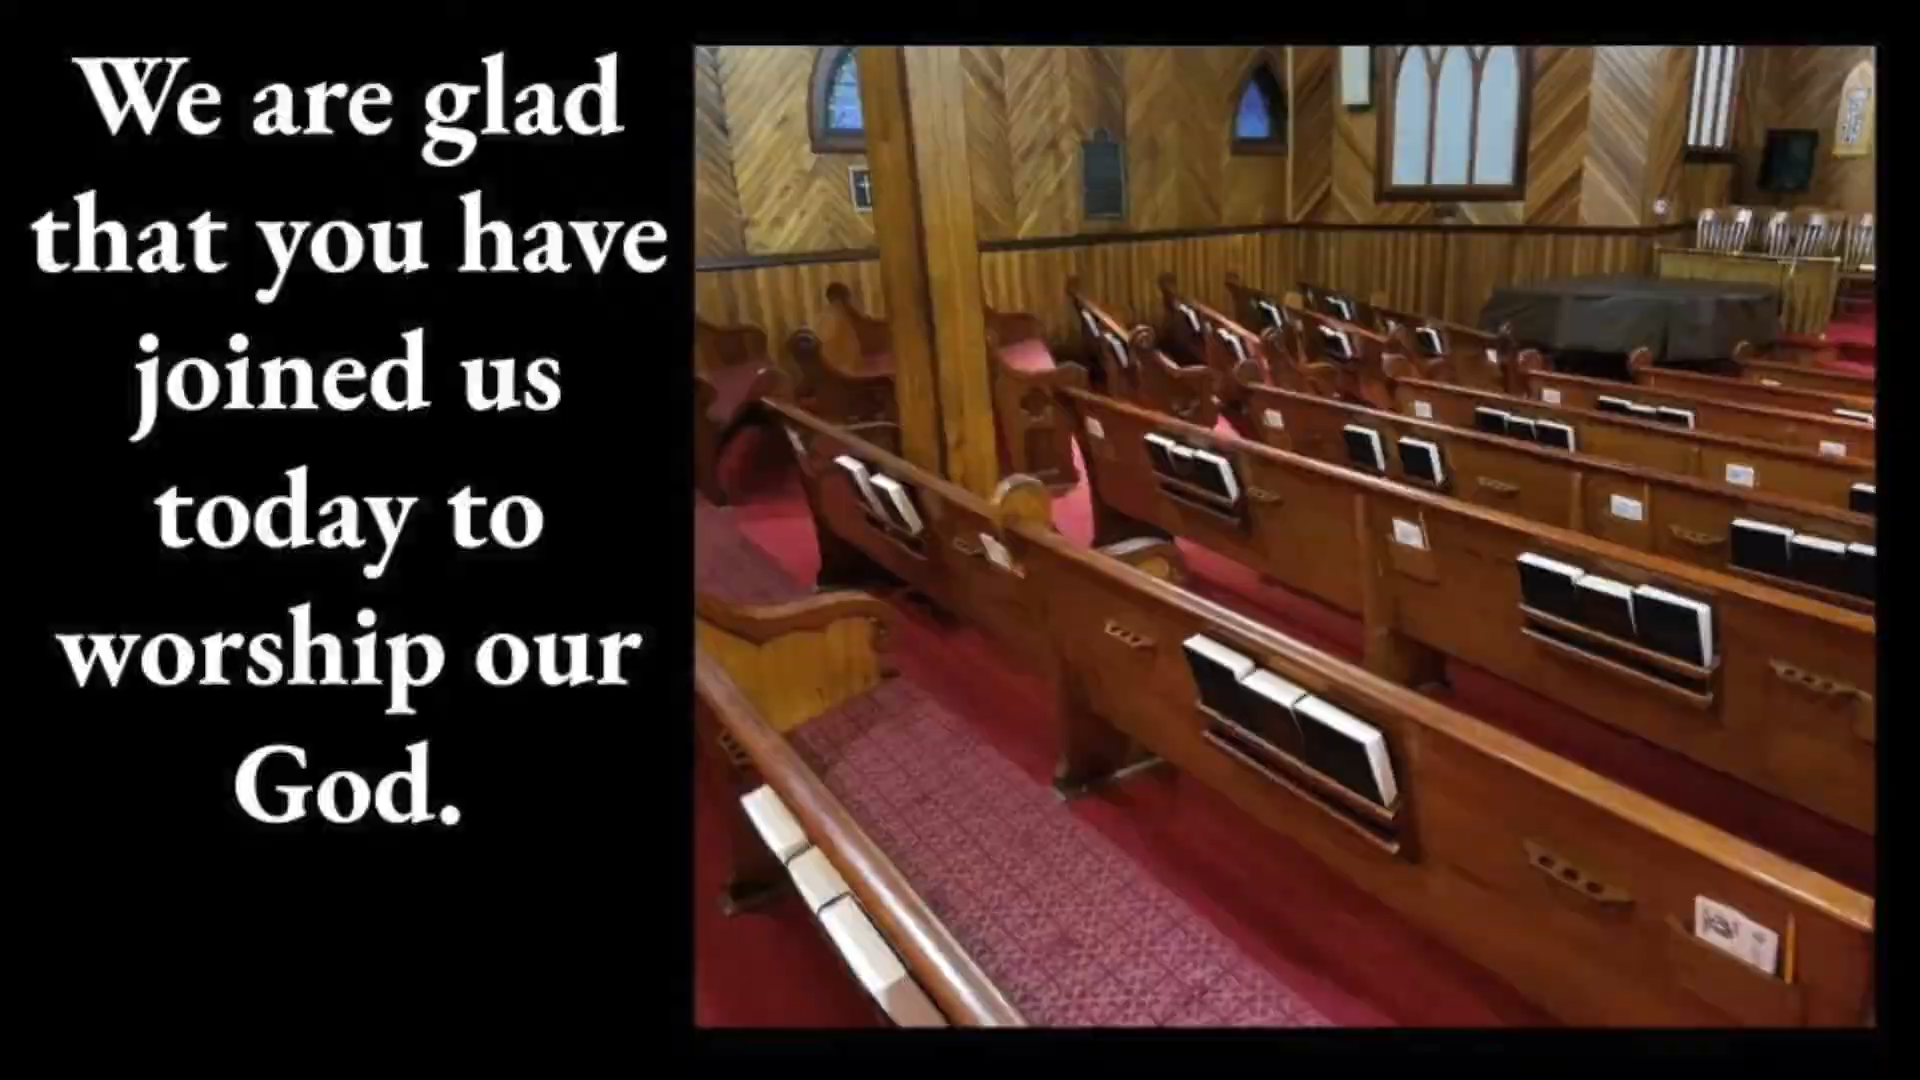 We are glad
that you have
joined us
today to
worship our
God.